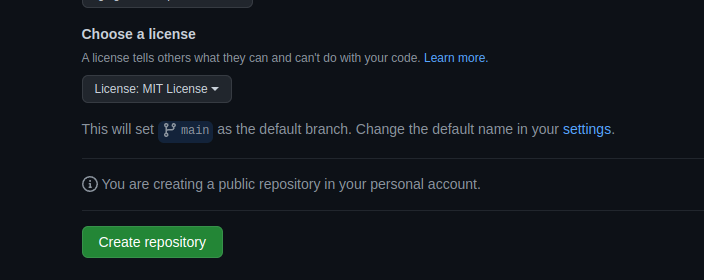 Choose a license
A license tells others what they can and can't do with your code. Learn more.
License: MIT License
This will set main as the default branch. Change the default name in your settings.
You are creating a public repository in your personal account.
Create repository